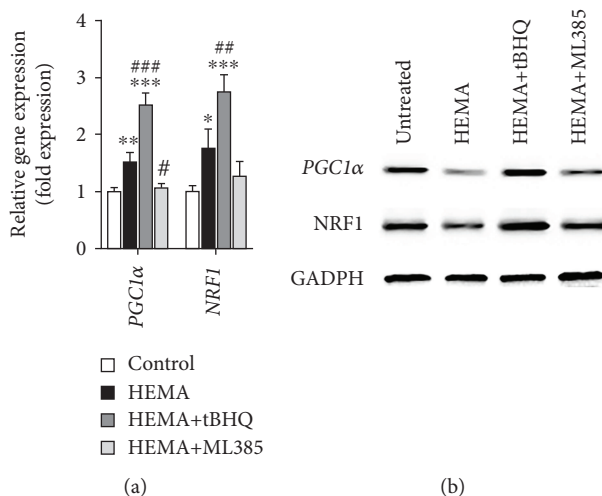 Relative gene expression
(fold expression)
4
3
2
1
0
**
###
***
#
*
##
***
PGC1α
NRF1
Control
HEMA
HEMA+tBHQ
HEMA+ML385
(a)
Untreated
HEMA
HEMA+tBHQ
HEMA+ML385
PGC1α
NRF1
GADPH
(b)